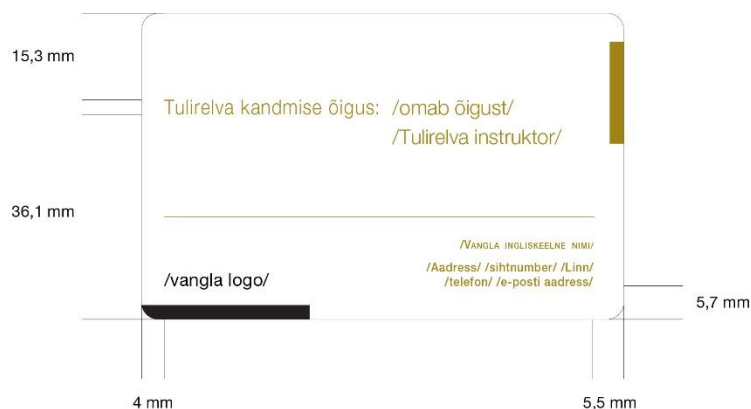 15,3 mm
Tulirelva kandmise õigus: /omab õigust/
/Tulirelva instruktor/
36,1 mm
/VANGLA INGLISKEELNE NIMI/
/Aadress/ /sihtnumber/ /Linn/
/vangla logo/
/telefon/ /e-posti aadress/
5,7 mm
4 mm
5,5 mm